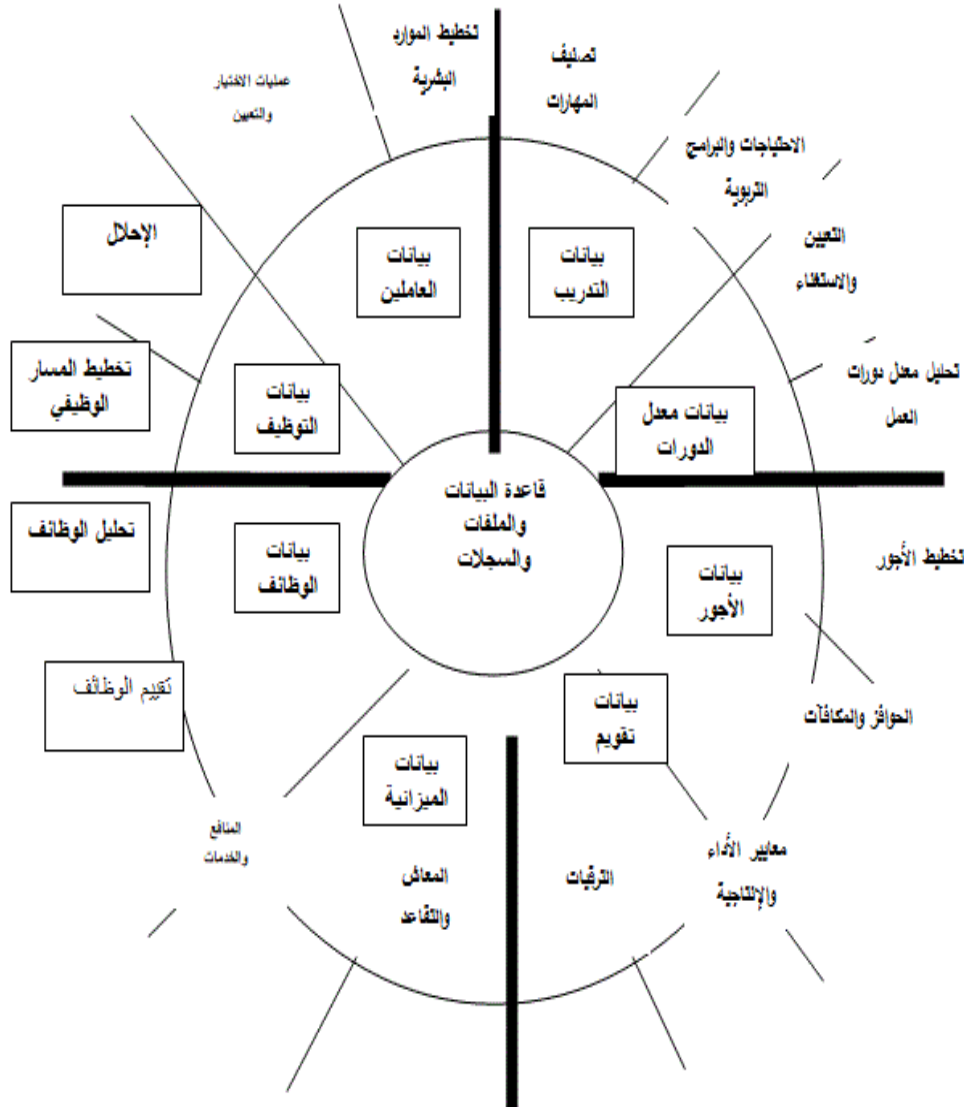 تخطيط الموارد
البشرية
تصنيف
المهارات
عمليات الاختيار
والتعيين
الاحتياجات والبرامج
التربوية
الإحلال
التعيين
والاستغناء
بيانات
العاملين
بيانات
التدريب
تخطيط المسار
الوظيفي
بيانات
التوظيف
بيانات معدل
الدورات
تحليل معدل دورات
العمل
قاعدة البيانات
والملفات
والسجلات
تحليل الوظائف
بيانات
الوظائف
بيانات
الأجور
تخطيط الأجور
تقييم الوظائف
بيانات
تقويم
الحوافز والمكافآت
بيانات
الميزانية
المنافع
والخدمات
المعاش
والتقاعد
الترقيات
معايير الأداء
والإنتاجية